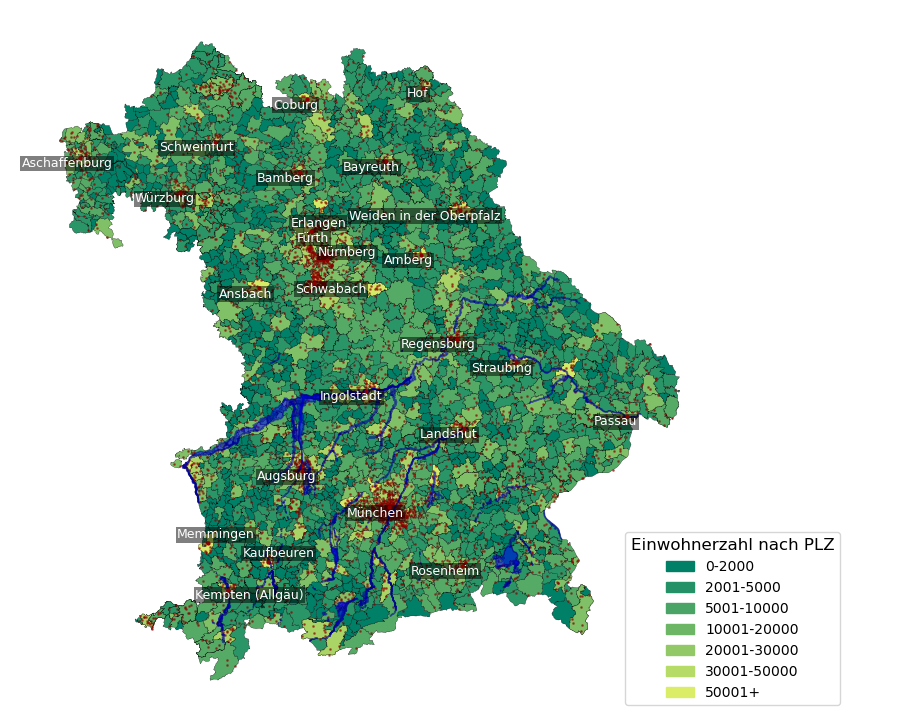 Hof
Coburg
Schweinfurt
Aschaffenburg
Bayreuth
Bamberg
Würzburg
Weiden in der Oberpfalz
Erlangen
Fürth
Nürnberg
Amberg
Schwabach
Ansbach
Regensburg
Straubing
Ingolstadt
Passau
Landshut
Augsburg
München
Memmingen
Kaufbeuren
Rosenheim
Kempten (Allgäu)
Einwohnerzahl nach PLZ
0-2000
2001-5000
5001-10000
10001-20000
20001-30000
30001-50000
50001+